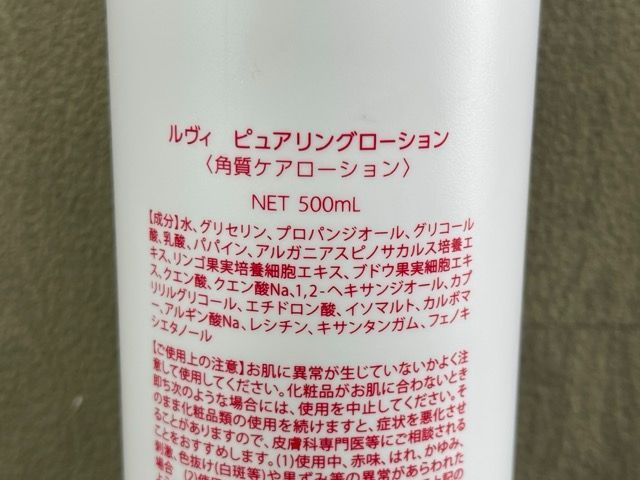 ルヴィ ピュアリングローション
〈角質ケアローション〉
NET 500mL
【成分】水、グリセリン、プロパンジオール、グリコール
酸、乳酸、パパイン、アルガニアスピノサカルス培養エ
キス、リンゴ果実培養細胞エキス、ブドウ果実細胞エキ
ス、クエン酸、クエン酸Na、1,2-ヘキサンジオール、カプ
リリルグリコール、エチドロン酸、イソマルト、カルボマ
ー、アルギン酸Na、レシチン、キサンタンガム、フェノキ
シエタノール
【ご使用上の注意】お肌に異常が生じていないかよく注
意して使用してください。化粧品がお肌に合わないとき
即ち次のような場合には、使用を中止してください。そ
のまま化粧品類の使用を続けますと、症状を悪化させ
ることがありますので、皮膚科専門医等にご相談される
ことをおすすめします。(1)使用中、赤味、はれ、かゆみ、
刺激、色抜け(白斑等)や黒ずみ等の異常があらわれた
場合 (2)使用